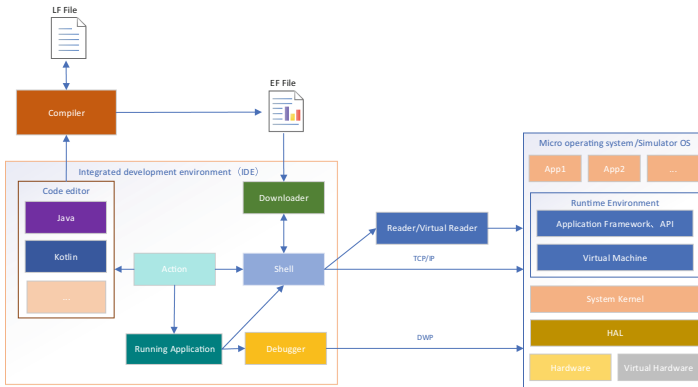 LF File
EF File
Compiler
Micro operating system/Simulator OS
App1
App2
...
Integrated development environment（IDE）
Code editor
Java
Kotlin
...
Downloader
Runtime Environment
Application Framework、API
Virtual Machine
Reader/Virtual Reader
Action
Shell
TCP/IP
System Kernel
HAL
Running Application
Debugger
DWP
Hardware
Virtual Hardware